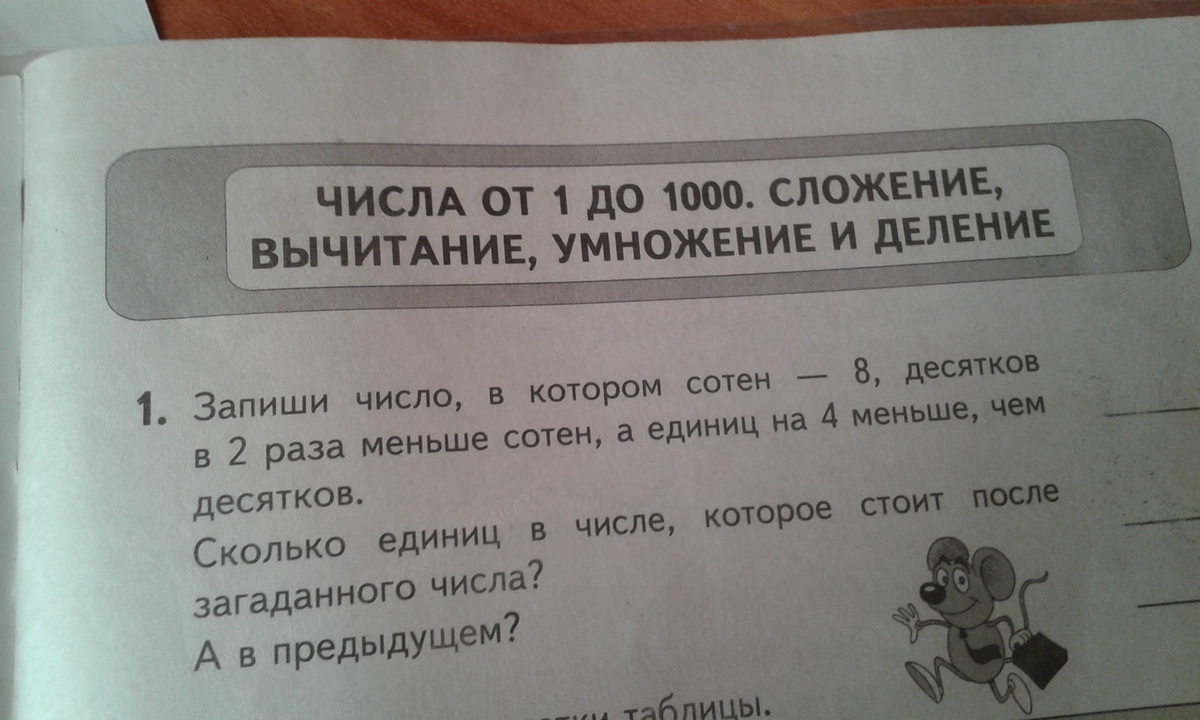 ЧИСЛА ОТ 1 ДО 1000. СЛОЖЕНИЕ,
ВЫЧИТАНИЕ, УМНОЖЕНИЕ И ДЕЛЕНИЕ
1. Запиши число, в котором сотен — 8, десятков
в 2 раза меньше сотен, а единиц на 4 меньше, чем
десятков.
Сколько единиц в числе, которое стоит после
загаданного числа?
А в предыдущем?
таблицы.